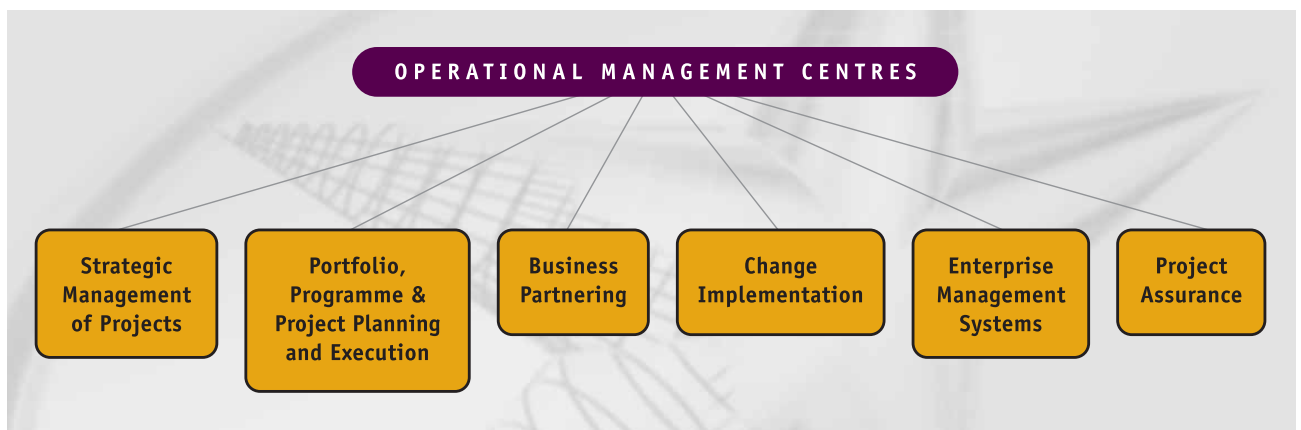 OPERATIONAL MANAGEMENT CENTRES
Strategic
Management
of Projects
Portfolio,
Programme &
Project Planning
and Execution
Business
Partnering
Change
Implementation
Enterprise
Management
Systems
Project
Assurance